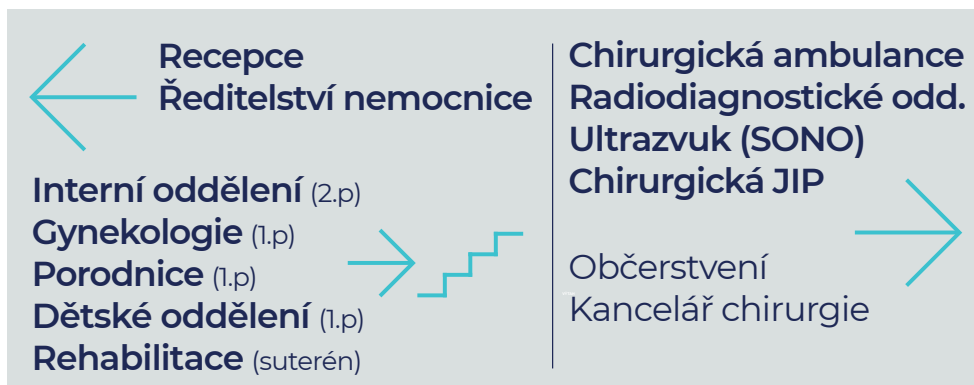 Recepce
Ředitelství nemocnice
Interní oddělení (2.p)
Gynekologie (1.p)
Porodnice (1.p)
Dětské oddělení (1.p)
Rehabilitace (suterén)
Chirurgická ambulance
Radiodiagnostické odd.
Ultrazvuk (SONO)
Chirurgická JIP
Občerstvení
Kancelář chirurgie